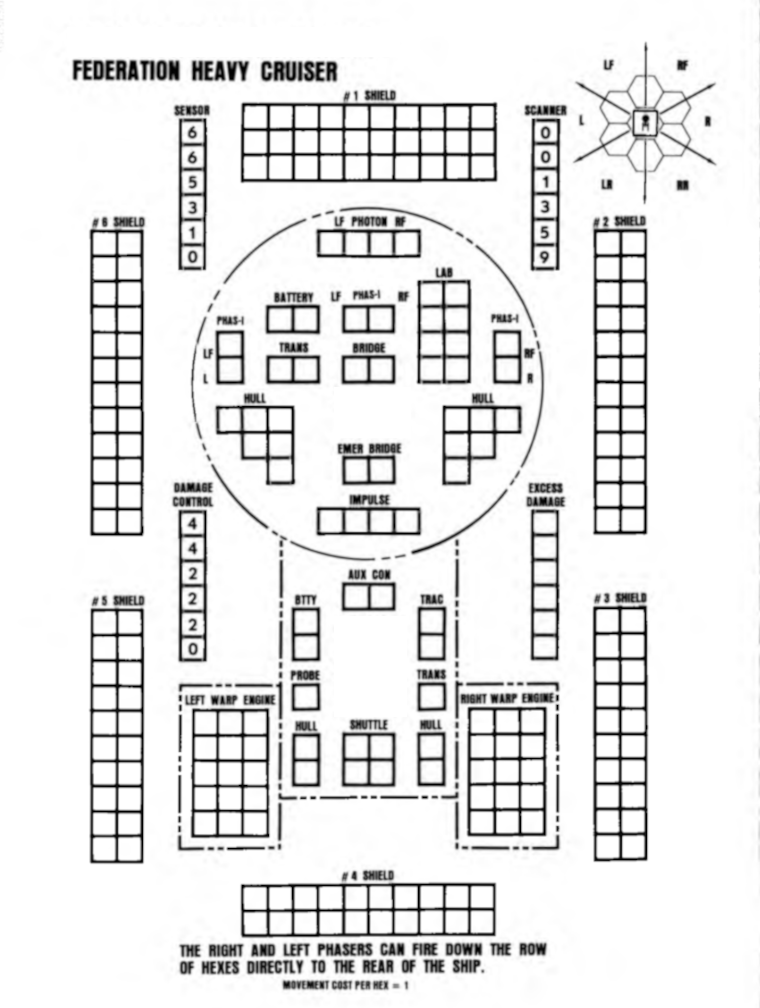 FEDERATION HEAVY CRUISER
LF RF
L R
LR RR
# 1 SHIELD
SENSOR
6
6
5
3
1
0
SCANNER
0
0
1
3
5
9
# 6 SHIELD
# 2 SHIELD
LF PHOTON RF
LAB
BATTERY LF PHAS-I RF
PHAS-I
LF
L
PHAS-I
RF
R
TRANS BRIDGE
HULL HULL
EMER BRIDGE
IMPULSE
DAMAGE
CONTROL
4
4
2
2
2
0
EXCESS
DAMAGE
AUX CON
# 5 SHIELD
# 3 SHIELD
BTTY TRAC
PROBE TRANS
LEFT WARP ENGINE RIGHT WARP ENGINE
HULL SHUTTLE HULL
# 4 SHIELD
THE RIGHT AND LEFT PHASERS CAN FIRE DOWN THE ROW
OF HEXES DIRECTLY TO THE REAR OF THE SHIP.
MOVEMENT COST PER HEX = 1